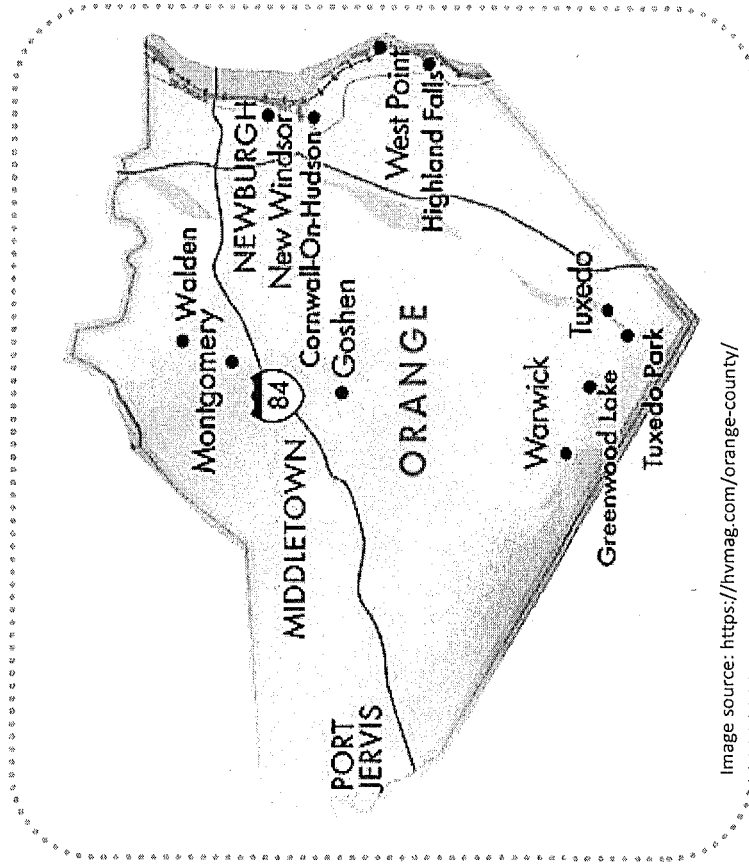 Walden
Montgomery
NEWBURGH
New Windsor
84
Cornwall-On-Hudson
MIDDLETOWN
Goshen
PORT
JERVIS
West Point
Highland Falls
ORANGE
Warwick
Tuxedo
Greenwood Lake
Tuxedo Park
Image source: https://hvmag.com/orange-county/